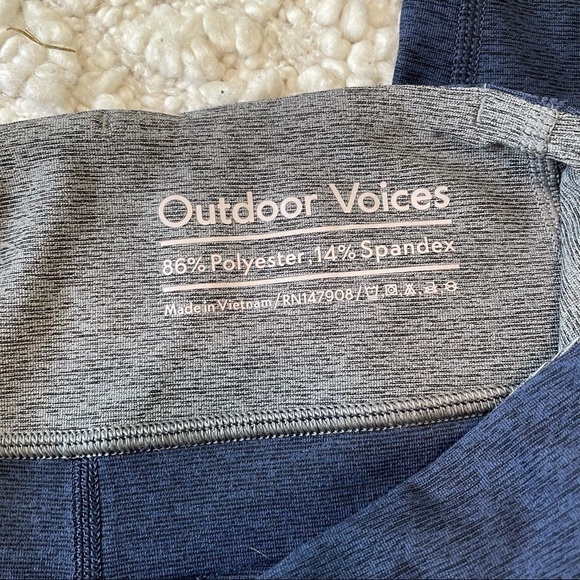 Outdoor Voices
86% Polyester, 14% Spandex
Made in Vietnam/RN147908/